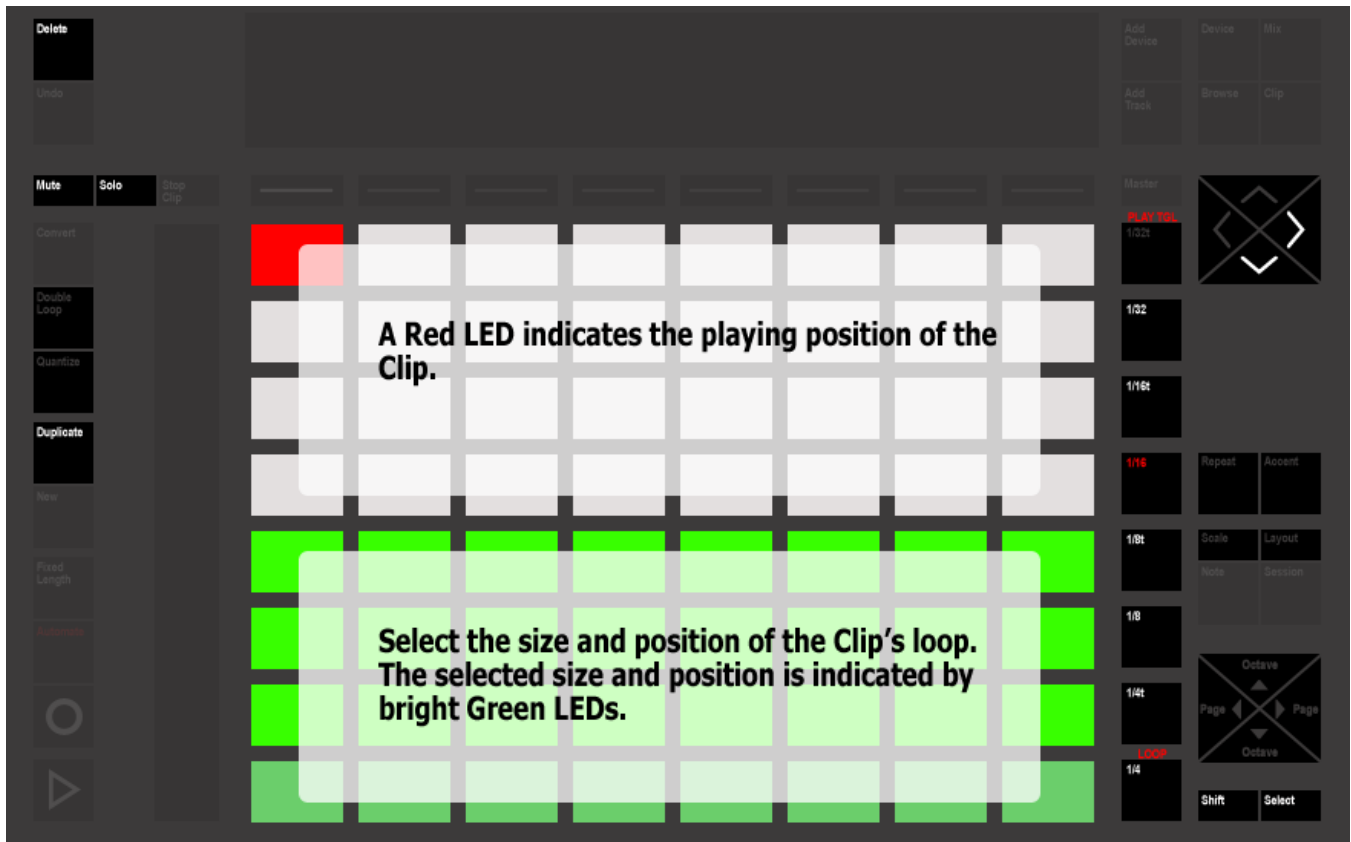 Delete
Add
Device
Device
Mix
Undo
Add
Track
Browse
Clip
Mute
Solo
Stop
Clip
Master
PLAY TGL
Convert
1/32t
Double
Loop
1/32
A Red LED indicates the playing position of the
Clip.
Quantize
1/16t
Duplicate
1/16
Repeat
Accent
New
1/8t
Scale
Layout
Fixed
Length
Note
Session
Automate
1/8
Select the size and position of the Clip's loop.
The selected size and position is indicated by
bright Green LEDs.
Octave
1/4t
Page
Page
Octave
LOOP
1/4
Shift
Select